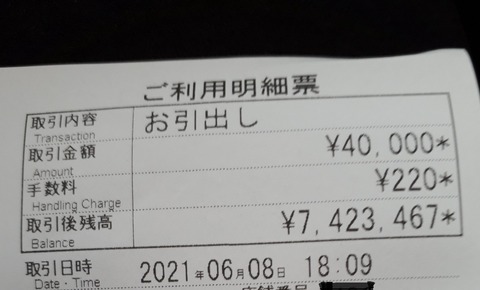 ご利用明細票
取引内容 お引出し
Transaction
取引金額 ¥40,000*
Amount
手数料 ¥220*
Handling Charge
取引後残高 ¥7,423,467*
Balance
取引日時 2021年06月08日 18:09
Date・Time